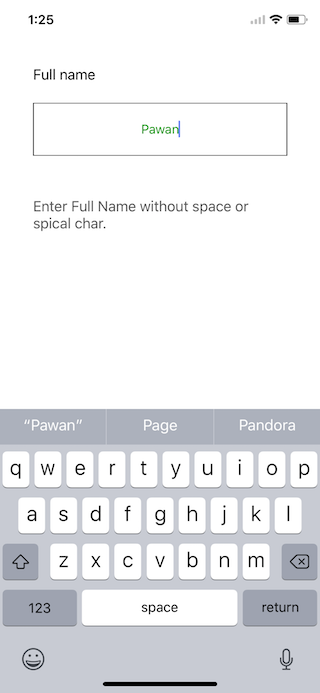 1:25
Full name
Pawan
Enter Full Name without space or
spical char.
“Pawan” Page Pandora
q w e r t y u i o p
a s d f g h j k l
z x c v b n m
123 space return